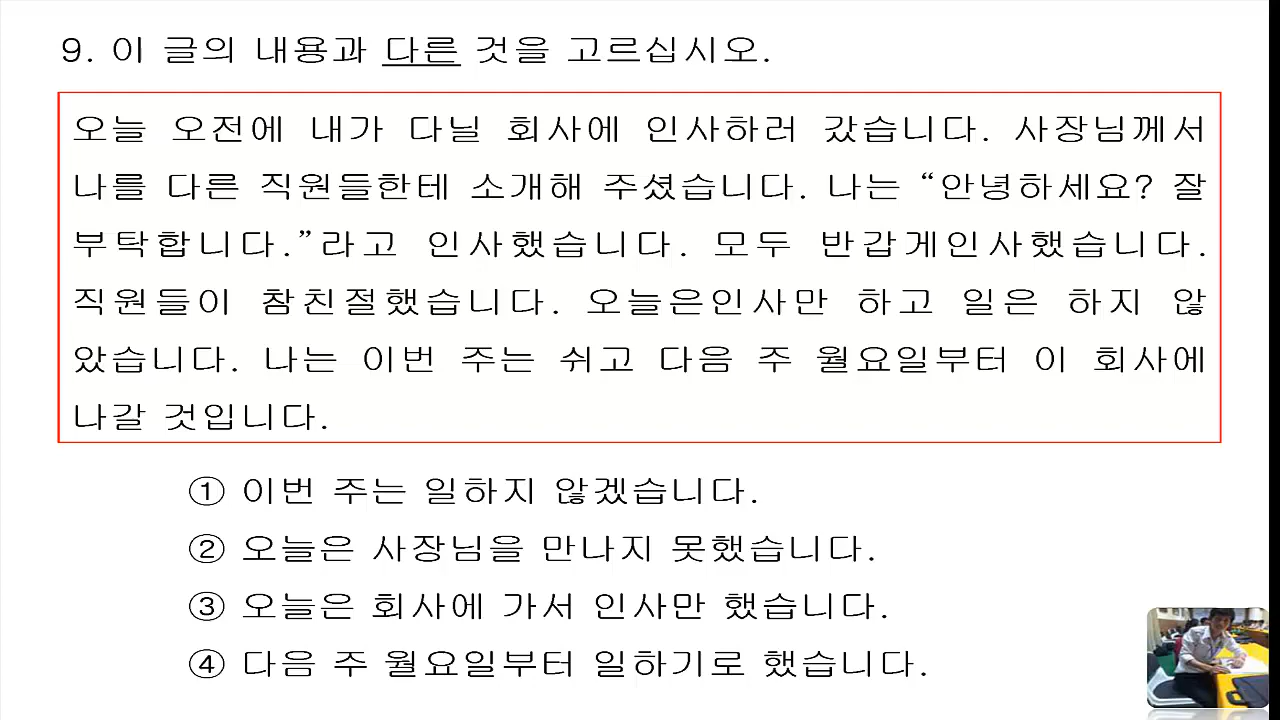 9. 이 글의 내용과 다른 것을 고르십시오.
오늘 오전에 내가 다닐 회사에 인사하러 갔습니다. 사장님께서
나를 다른 직원들한테 소개해 주셨습니다. 나는 “안녕하세요? 잘
부탁합니다.”라고 인사했습니다. 모두 반갑게인사했습니다.
직원들이 참친절했습니다. 오늘은인사만 하고 일은 하지 않
았습니다. 나는 이번 주는 쉬고 다음 주 월요일부터 이 회사에
나갈 것입니다.
① 이번 주는 일하지 않겠습니다.
② 오늘은 사장님을 만나지 못했습니다.
③ 오늘은 회사에 가서 인사만 했습니다.
④ 다음 주 월요일부터 일하기로 했습니다.